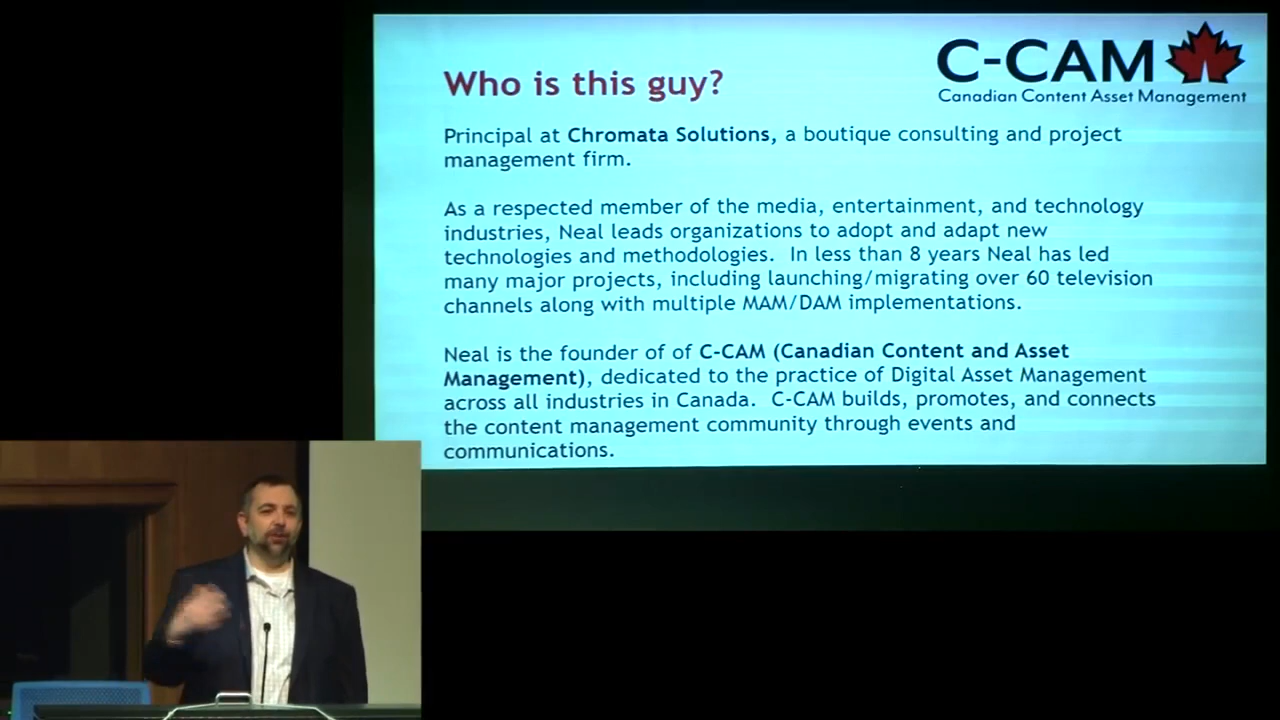 C-CAM
Canadian Content Asset Management
Who is this guy?
Principal at Chromata Solutions, a boutique consulting and project
management firm.
As a respected member of the media, entertainment, and technology
industries, Neal leads organizations to adopt and adapt new
technologies and methodologies. In less than 8 years Neal has led
many major projects, including launching/migrating over 60 television
channels along with multiple MAM/DAM implementations.
Neal is the founder of of C-CAM (Canadian Content and Asset
Management), dedicated to the practice of Digital Asset Management
across all industries in Canada. C-CAM builds, promotes, and connects
the content management community through events and
communications.